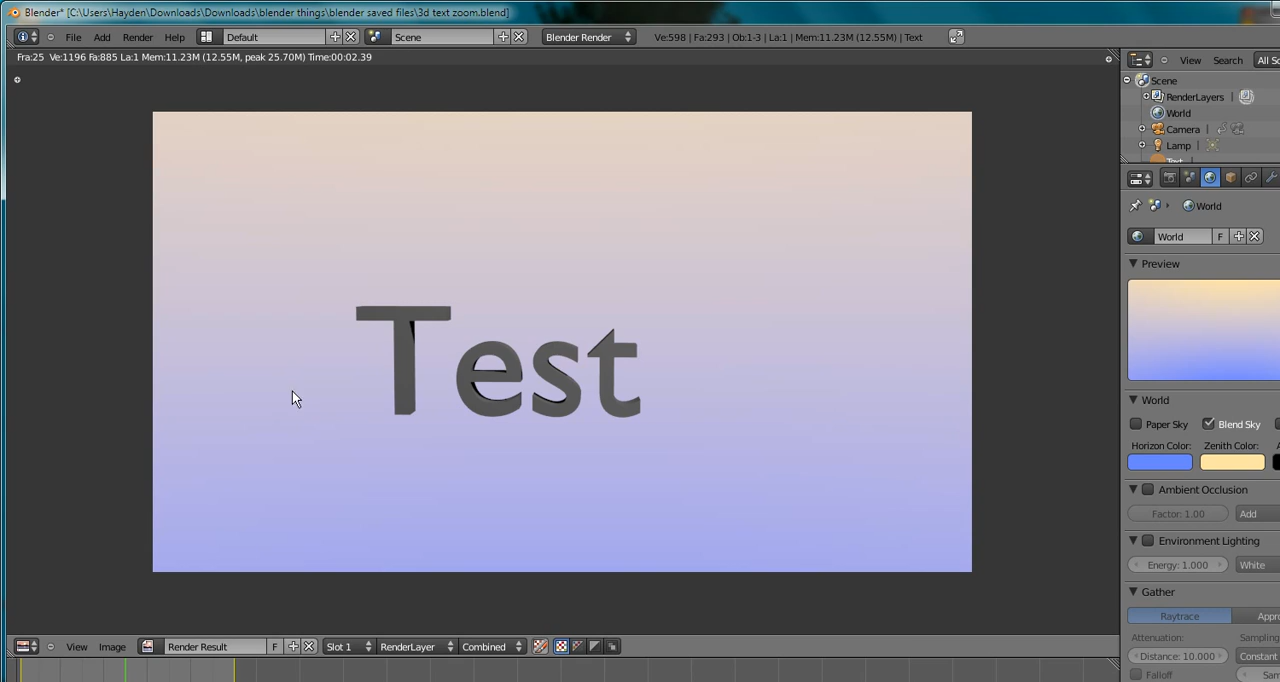 Blender* [C:\Users\Hayden\Downloads\Downloads\blender things\blender saved files\3d text zoom.blend]
File Add Render Help Default Scene Blender Render Ve:598 | Fa:293 | Ob:1-3 | La:1 | Mem:11.23M (12.55M) | Text
Fra:25 Ve:1196 Fa:885 La:1 Mem:11.23M (12.55M, peak 25.70M) Time:00:02.39
View Search All Sc
Scene
RenderLayers
World
Camera
Lamp
World
World F
Preview
Test
World
Paper Sky Blend Sky
Horizon Color: Zenith Color:
Ambient Occlusion
Factor: 1.00 Add
Environment Lighting
Energy: 1.000 White
Gather
Raytrace Appro
Attenuation: Sampling
Distance: 10.000 Constant
Falloff Sam
View Image Render Result F Slot 1 RenderLayer Combined